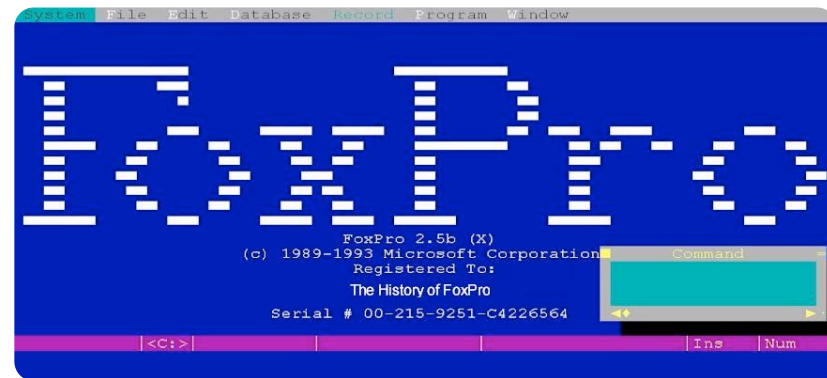 System File Edit Database Record Program Window
FoxPro
FoxPro 2.5b (X)
(c) 1989-1993 Microsoft Corporation
Command
Registered To:
The History of FoxPro
Serial # 00-215-9251-C4226564
|<C:>| Ins |Num